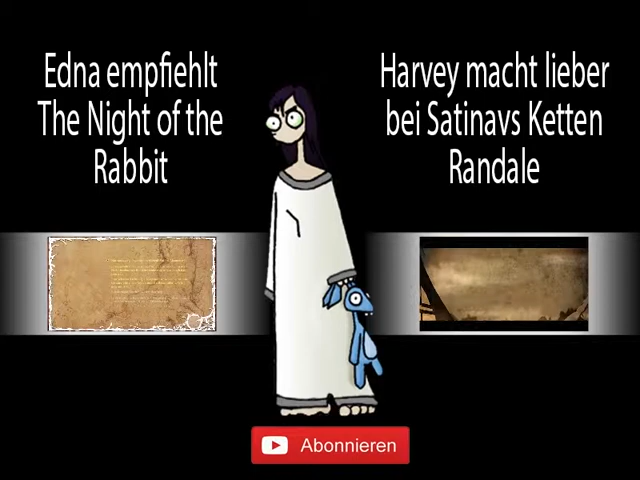 Edna empfiehlt
The Night of the
Rabbit
Harvey macht lieber
bei Satinavs Ketten
Randale
Abonnieren